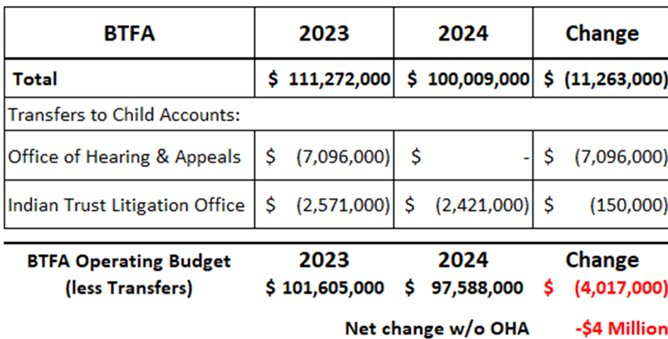 BTFA 2023 2024 Change
Total $ 111,272,000 $ 100,009,000 $ (11,263,000)
Transfers to Child Accounts:
Office of Hearing & Appeals $ (7,096,000) $ - $ (7,096,000)
Indian Trust Litigation Office $ (2,571,000) $ (2,421,000) $ (150,000)
BTFA Operating Budget 2023 2024 Change
(less Transfers) $ 101,605,000 $ 97,588,000 $ (4,017,000)
Net change w/o OHA -$4 Million